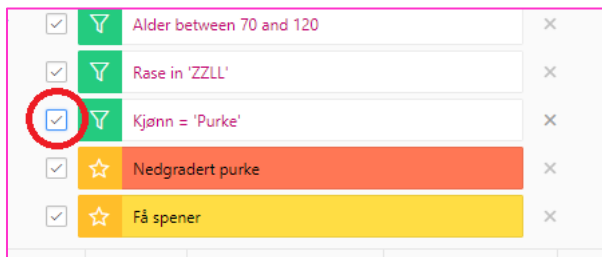 Alder between 70 and 120
Rase in 'ZZLL'
Kjønn = 'Purke'
Nedgradert purke
Få spener